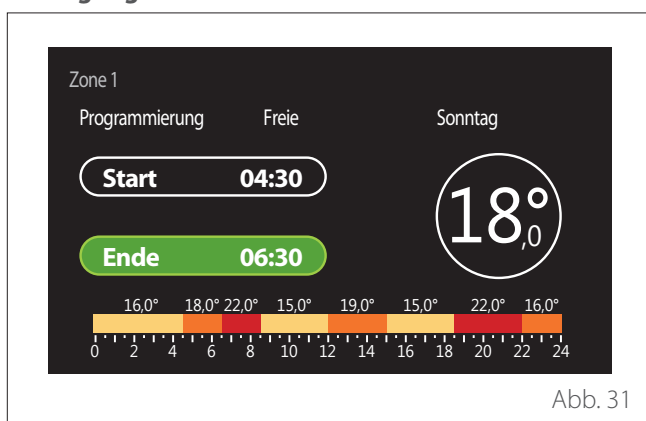 Zone 1
Programmierung Freie Sonntag
Start 04:30
18,0°
Ende 06:30
16,0° 18,0° 22,0° 15,0° 19,0° 15,0° 22,0° 16,0°
0 2 4 6 8 10 12 14 16 18 20 22 24
Abb. 31